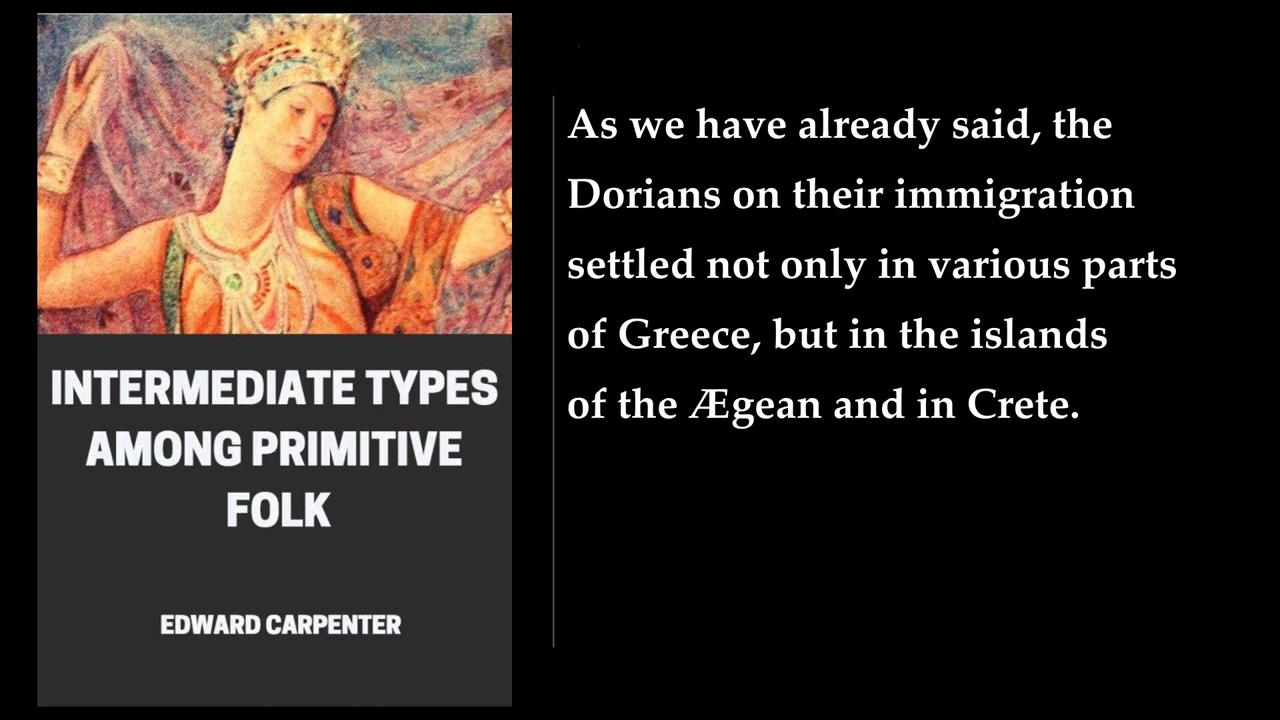 INTERMEDIATE TYPES
AMONG PRIMITIVE
FOLK
EDWARD CARPENTER
As we have already said, the
Dorians on their immigration
settled not only in various parts
of Greece, but in the islands
of the Ægean and in Crete.